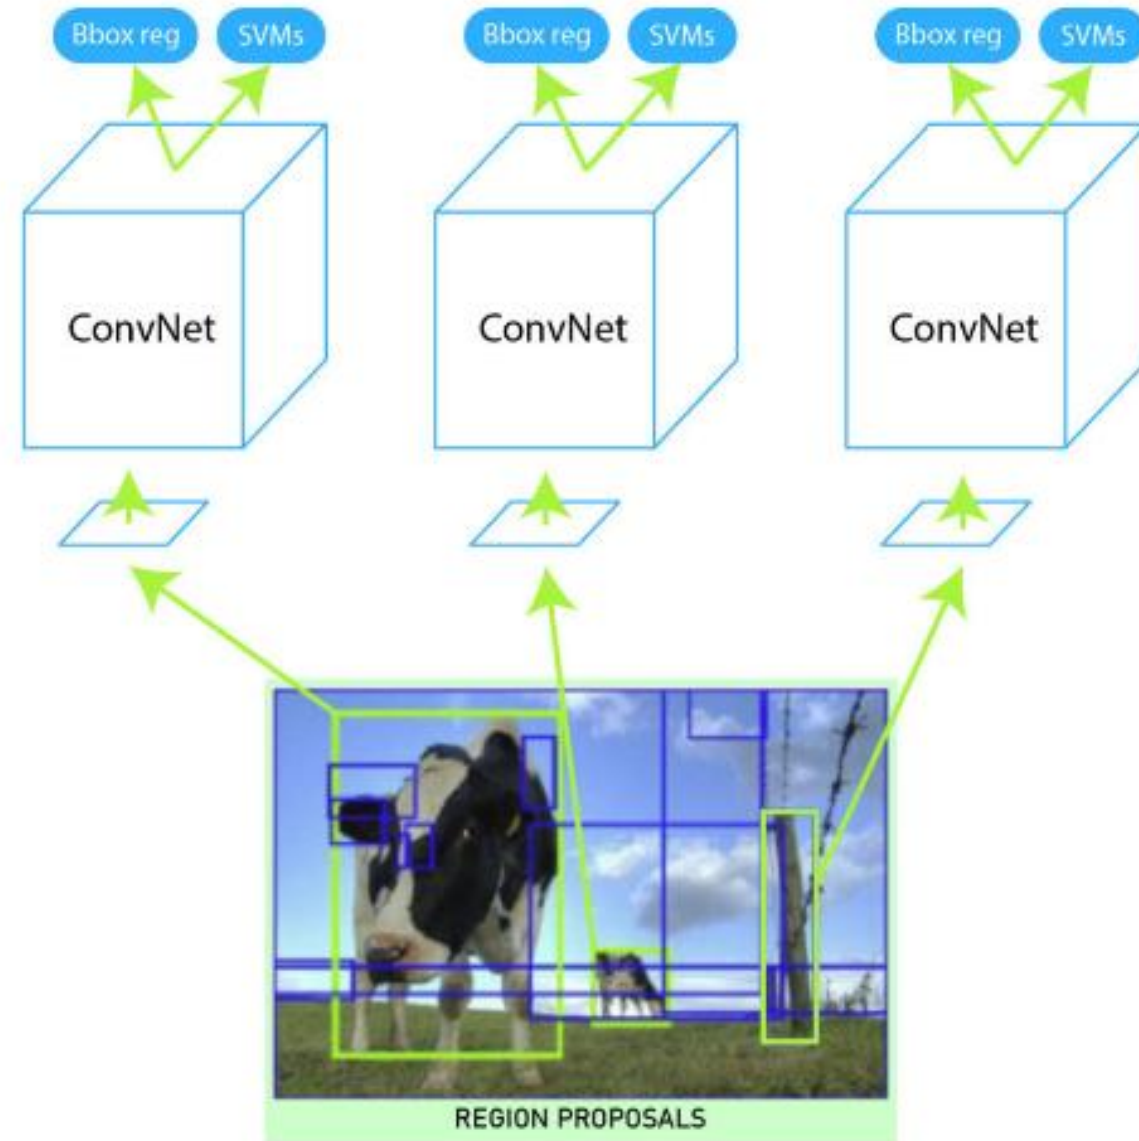 Bbox reg SVMs Bbox reg SVMs Bbox reg SVMs
ConvNet ConvNet ConvNet
REGION PROPOSALS